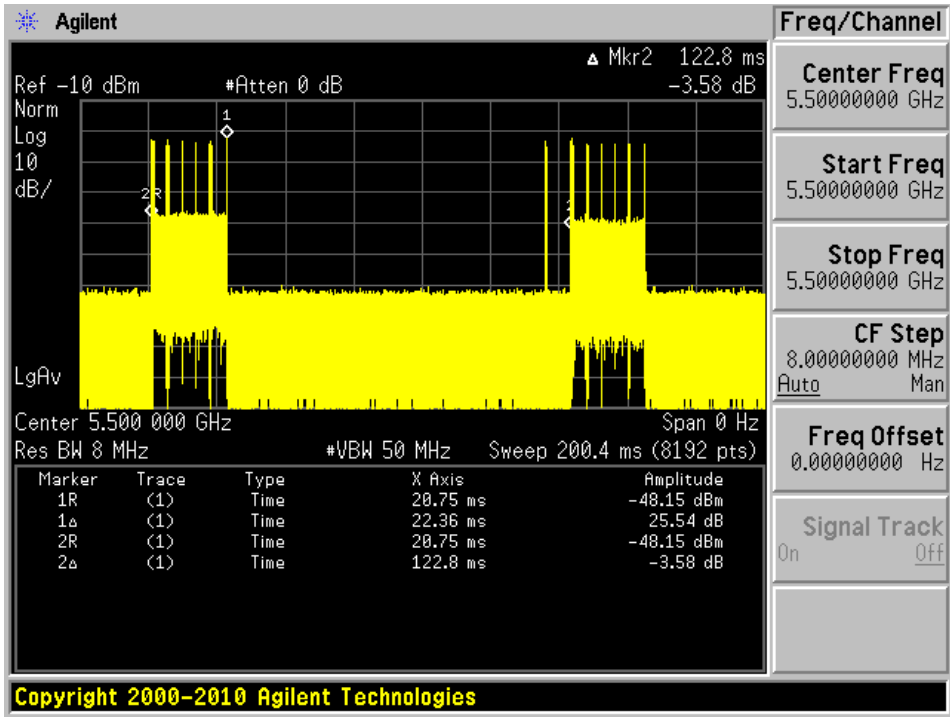 Agilent
Freq/Channel
Δ Mkr2 122.8 ms
Ref -10 dBm #Atten 0 dB -3.58 dB
Norm
Log
10
dB/
1
2R
2
LgAv
Center 5.500 000 GHz Span 0 Hz
Res BW 8 MHz #VBW 50 MHz Sweep 200.4 ms (8192 pts)
Marker Trace Type X Axis Amplitude
1R (1) Time 20.75 ms -48.15 dBm
1Δ (1) Time 22.36 ms 25.54 dB
2R (1) Time 20.75 ms -48.15 dBm
2Δ (1) Time 122.8 ms -3.58 dB
Center Freq
5.50000000 GHz
Start Freq
5.50000000 GHz
Stop Freq
5.50000000 GHz
CF Step
8.00000000 MHz
Auto Man
Freq Offset
0.00000000 Hz
Signal Track
On Off
Copyright 2000-2010 Agilent Technologies